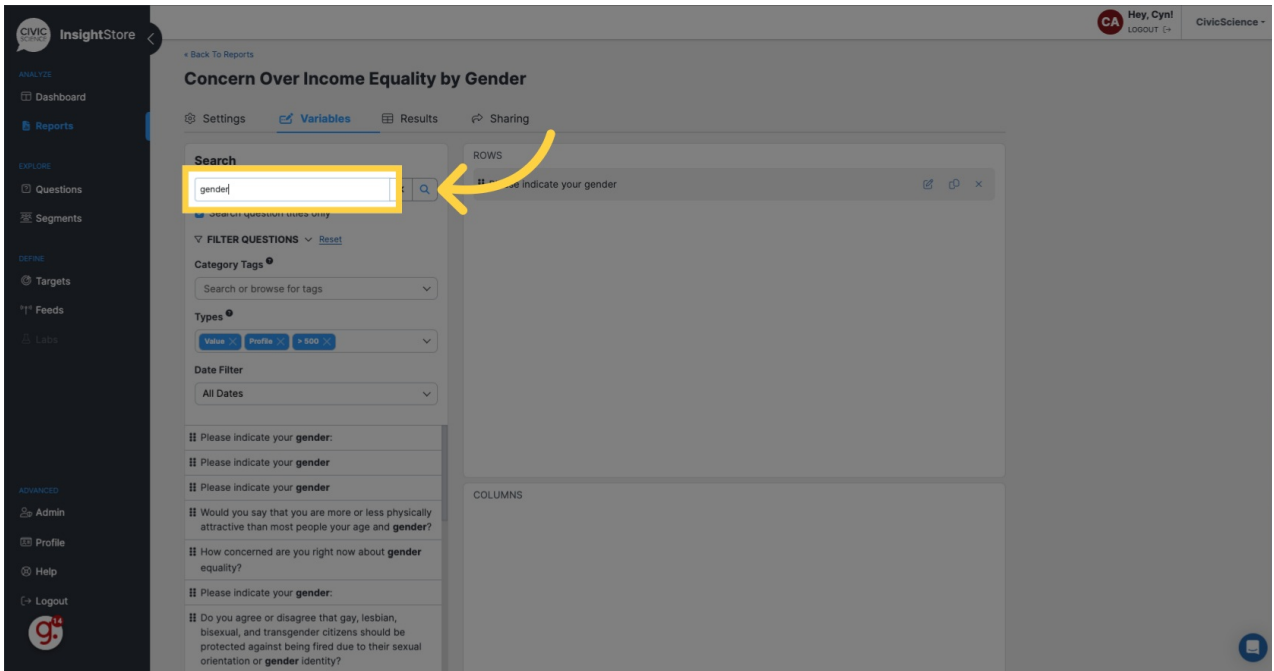 CIVIC
SCIENCE
InsightStore
CA
Hey, Cyn!
LOGOUT
CivicScience
ANALYZE
Dashboard
Reports
EXPLORE
Questions
Segments
DEFINE
Targets
Feeds
Labs
ADVANCED
Admin
Profile
Help
Logout
g.
14
< Back To Reports
Concern Over Income Equality by Gender
Settings
Variables
Results
Sharing
Search
gender
Search question titles only
FILTER QUESTIONS
Reset
Category Tags
Search or browse for tags
Types
Value
Profile
> 500
Date Filter
All Dates
Please indicate your gender:
Please indicate your gender
Please indicate your gender
Would you say that you are more or less physically
attractive than most people your age and gender?
How concerned are you right now about gender
equality?
Please indicate your gender:
Do you agree or disagree that gay, lesbian,
bisexual, and transgender citizens should be
protected against being fired due to their sexual
orientation or gender identity?
ROWS
indicate your gender
COLUMNS